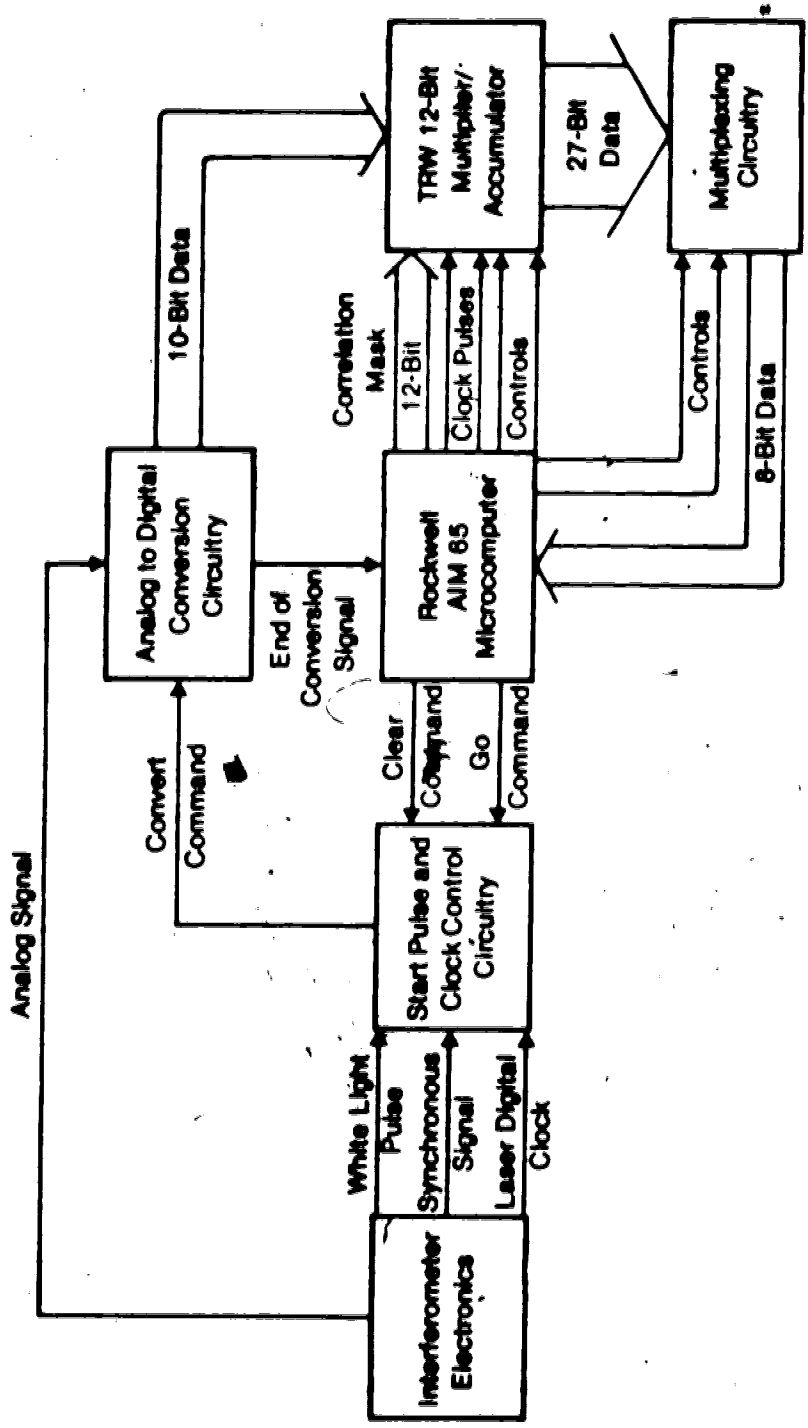 Analog Signal
Interferometer
Electronics
White Light
Pulse
Synchronous
Signal
Laser Digital
Clock
Start Pulse and
Clock Control
Circuitry
Convert
Command
Analog to Digital
Conversion
Circuitry
10-Bit Data
End of
Conversion
Signal
Clear
Command
Go
Command
Rockwell
AIM 65
Microcomputer
Correlation
Mask
12-Bit
Clock Pulses
Controls
TRW 12-Bit
Multiplier/
Accumulator
27-Bit
Data
Controls
8-Bit Data
Multiplexing
Circuitry